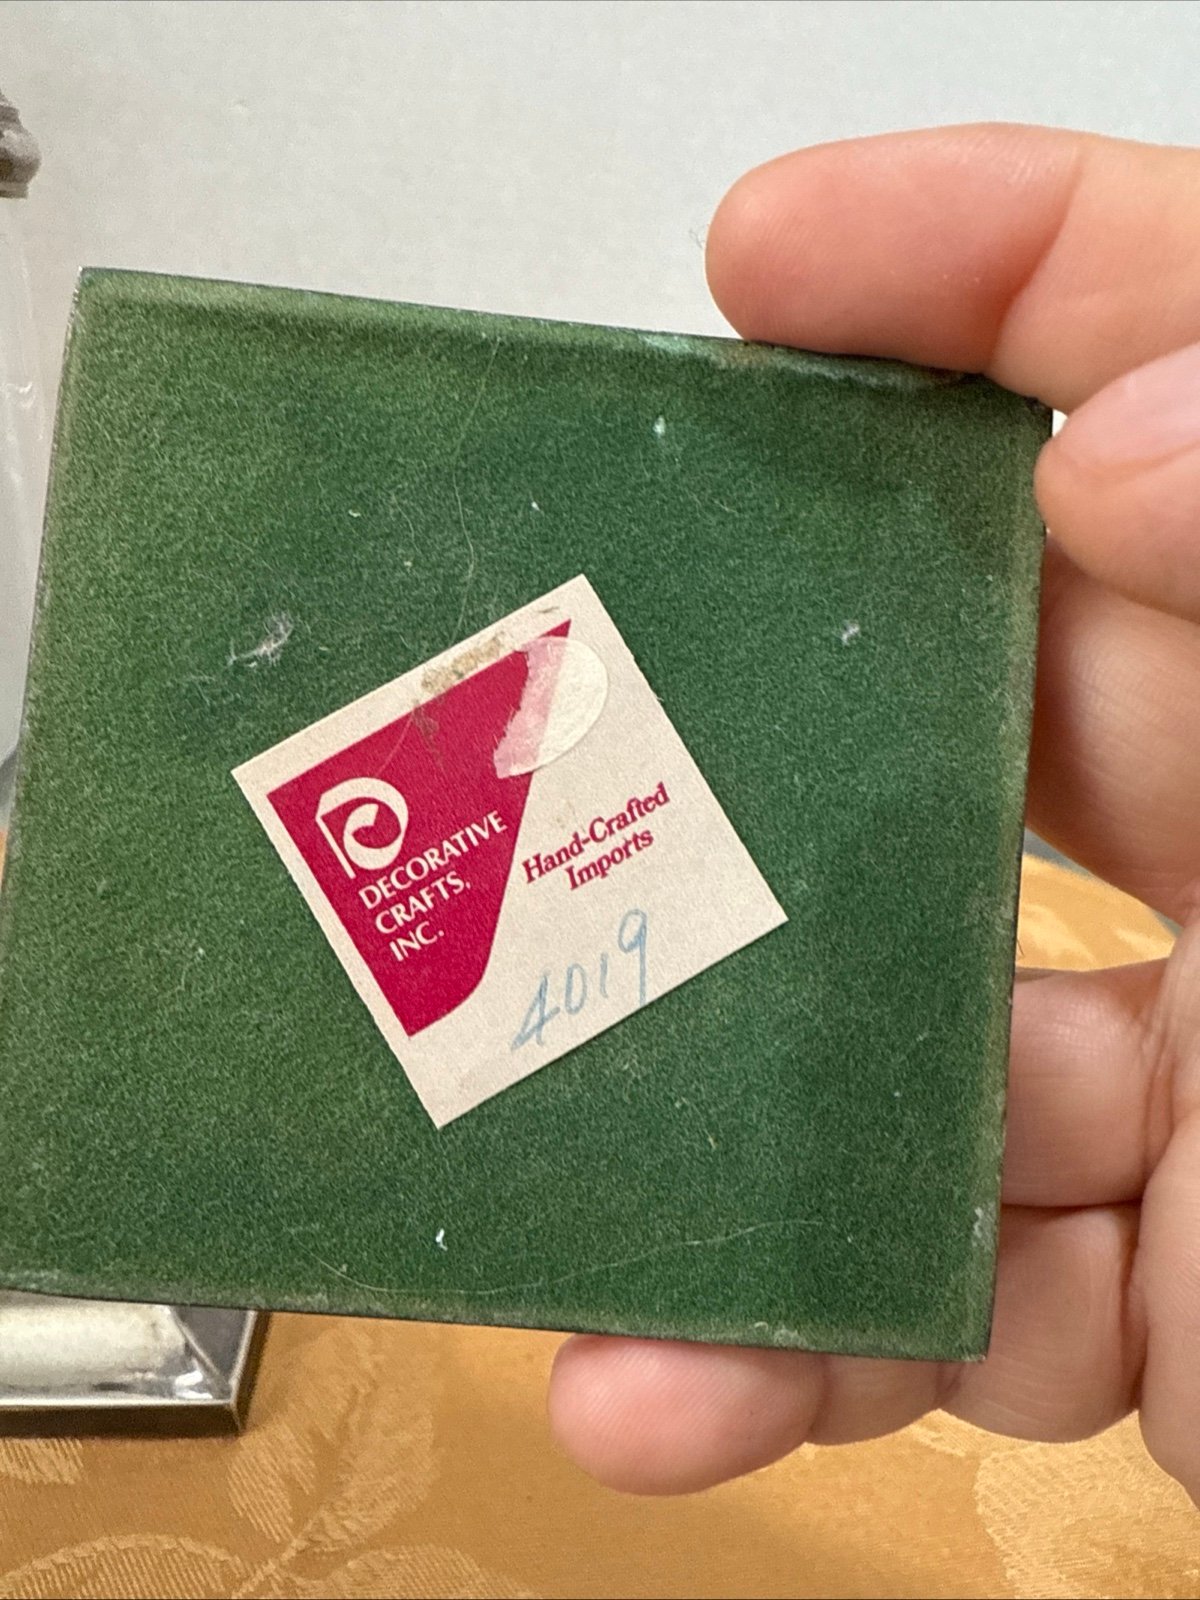 DECORATIVE
CRAFTS,
INC.
Hand-Crafted
Imports
4019